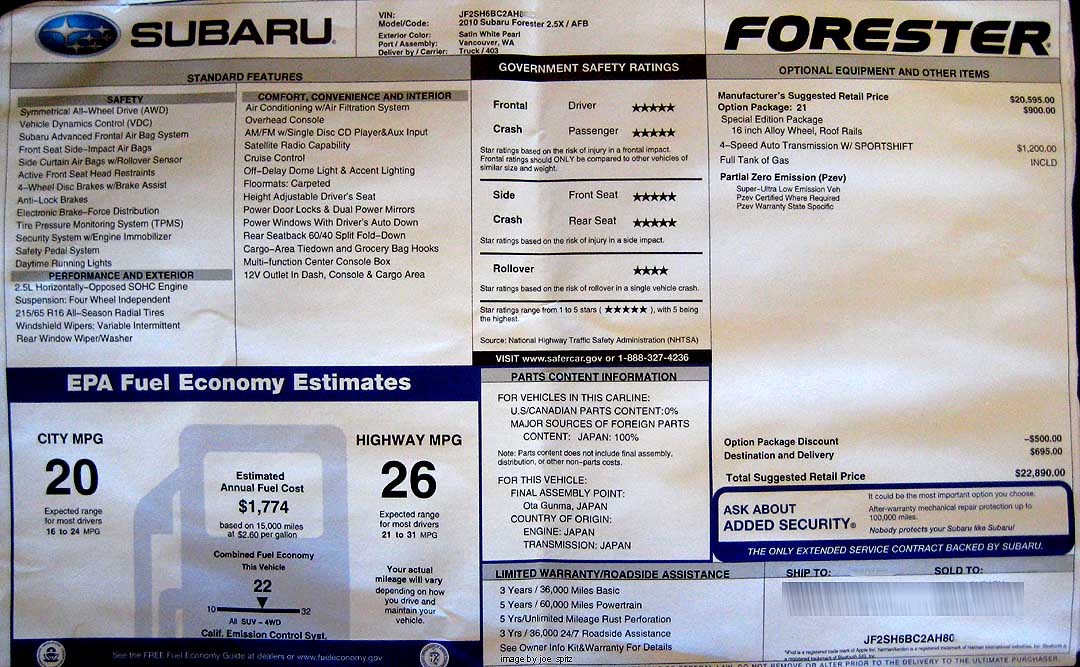 SUBARU
VIN: JF2SH6BC2AH
Model/Code: 2010 Subaru Forester 2.5X / AFB
Exterior Color: Satin White Pearl
Port / Assembly: Vancouver, WA
Deliver by / Carrier: Truck / 403
FORESTER
STANDARD FEATURES
SAFETY
Symmetrical All-Wheel Drive (AWD)
Vehicle Dynamics Control (VDC)
Subaru Advanced Frontal Air Bag System
Front Seat Side-Impact Air Bags
Side Curtain Air Bags w/Rollover Sensor
Active Front Seat Head Restraints
4-Wheel Disc Brakes w/Brake Assist
Anti-Lock Brakes
Electronic Brake-Force Distribution
Tire Pressure Monitoring System (TPMS)
Security System w/Engine Immobilizer
Safety Pedal System
Daytime Running Lights
PERFORMANCE AND EXTERIOR
2.5L Horizontally-Opposed SOHC Engine
Suspension: Four Wheel Independent
215/65 R16 All-Season Radial Tires
Windshield Wipers: Variable Intermittent
Rear Window Wiper/Washer
COMFORT, CONVENIENCE AND INTERIOR
Air Conditioning w/Air Filtration System
Overhead Console
AM/FM w/Single Disc CD Player&Aux Input
Satellite Radio Capability
Cruise Control
Off-Delay Dome Light & Accent Lighting
Floormats: Carpeted
Height Adjustable Driver's Seat
Power Door Locks & Dual Power Mirrors
Power Windows With Driver's Auto Down
Rear Seatback 60/40 Split Fold-Down
Cargo-Area Tiedown and Grocery Bag Hooks
Multi-function Center Console Box
12V Outlet In Dash, Console & Cargo Area
GOVERNMENT SAFETY RATINGS
Frontal Driver ★★★★★
Crash Passenger ★★★★★
Star ratings based on the risk of injury in a frontal impact.
Frontal ratings should ONLY be compared to other vehicles of
similar size and weight.
Side Front Seat ★★★★★
Crash Rear Seat ★★★★★
Star ratings based on the risk of injury in a side impact.
Rollover ★★★★
Star ratings based on the risk of rollover in a single vehicle crash.
Star ratings range from 1 to 5 stars ( ★★★★★ ), with 5 being
the highest.
Source: National Highway Traffic Safety Administration (NHTSA)
VISIT www.safercar.gov or 1-888-327-4236
OPTIONAL EQUIPMENT AND OTHER ITEMS
Manufacturer's Suggested Retail Price $20,595.00
Option Package: 21 $900.00
Special Edition Package
16 inch Alloy Wheel, Roof Rails
4-Speed Auto Transmission W/ SPORTSHIFT $1,200.00
Full Tank of Gas INCLD
Partial Zero Emission (Pzev)
Super-Ultra Low Emission Veh
Pzev Certified Where Required
Pzev Warranty State Specific
Option Package Discount -$500.00
Destination and Delivery $695.00
Total Suggested Retail Price $22,890.00
EPA Fuel Economy Estimates
CITY MPG
20
Expected range
for most drivers
16 to 24 MPG
Estimated
Annual Fuel Cost
$1,774
based on 15,000 miles
at $2.60 per gallon
Combined Fuel Economy
This Vehicle
22
10 32
All SUV - 4WD
Calif. Emission Control Syst.
HIGHWAY MPG
26
Expected range
for most drivers
21 to 31 MPG
Your actual
mileage will vary
depending on how
you drive and
maintain your
vehicle.
See the FREE Fuel Economy Guide at dealers or www.fueleconomy.gov
PARTS CONTENT INFORMATION
FOR VEHICLES IN THIS CARLINE:
U.S/CANADIAN PARTS CONTENT:0%
MAJOR SOURCES OF FOREIGN PARTS
CONTENT: JAPAN: 100%
Note: Parts content does not include final assembly,
distribution, or other non-parts costs.
FOR THIS VEHICLE:
FINAL ASSEMBLY POINT:
Ota Gunma, JAPAN
COUNTRY OF ORIGIN:
ENGINE: JAPAN
TRANSMISSION: JAPAN
ASK ABOUT
ADDED SECURITY®
It could be the most important option you choose.
After-warranty mechanical repair protection up to
100,000 miles.
Nobody protects your Subaru like Subaru!
THE ONLY EXTENDED SERVICE CONTRACT BACKED BY SUBARU.
LIMITED WARRANTY/ROADSIDE ASSISTANCE
3 Years / 36,000 Miles Basic
5 Years / 60,000 Miles Powertrain
5 Yrs/Unlimited Mileage Rust Perforation
3 Yrs / 36,000 24/7 Roadside Assistance
See Owner Info Kit&Warranty For Details
image by joe spitz
SHIP TO: SOLD TO:
JF2SH6BC2AH80
NOT REMOVE OR ALTER PRIOR TO THE DELIVERY TO THE ULTIMATE PURCHASER.